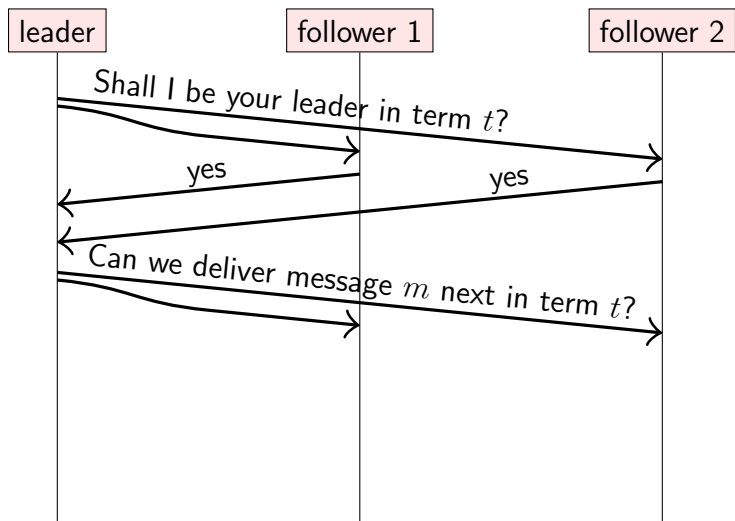 leader
follower 1
follower 2
Shall I be your leader in term t?
yes
yes
Can we deliver message m next in term t?